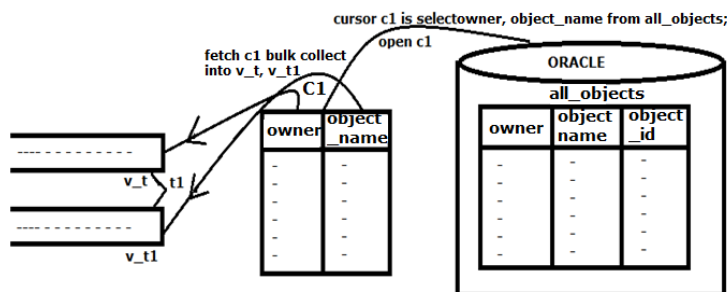 cursor c1 is selectowner, object_name from all_objects;
open c1
fetch c1 bulk collect
into v_t, v_t1
C1
ORACLE
all_objects
owner
object
_name
owner
object
name
object
_id
v_t
t1
v_t1